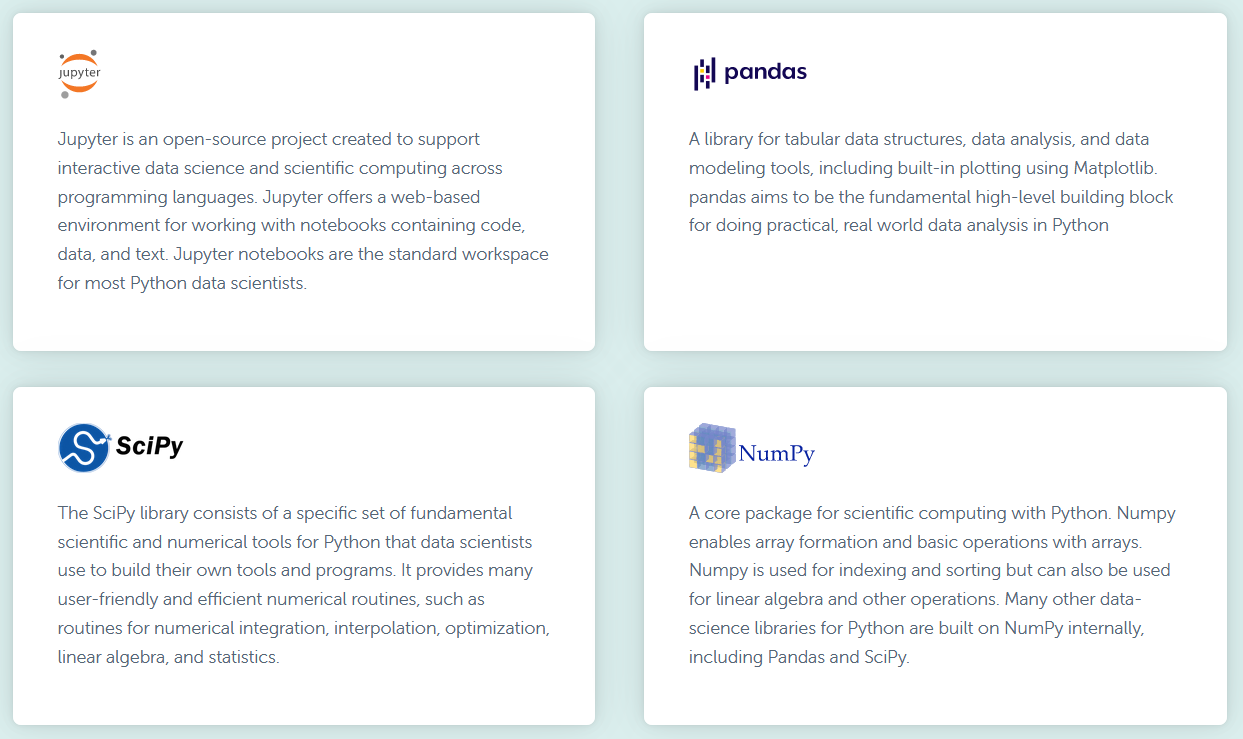 jupyter
Jupyter is an open-source project created to support
interactive data science and scientific computing across
programming languages. Jupyter offers a web-based
environment for working with notebooks containing code,
data, and text. Jupyter notebooks are the standard workspace
for most Python data scientists.
pandas
A library for tabular data structures, data analysis, and data
modeling tools, including built-in plotting using Matplotlib.
pandas aims to be the fundamental high-level building block
for doing practical, real world data analysis in Python
SciPy
The SciPy library consists of a specific set of fundamental
scientific and numerical tools for Python that data scientists
use to build their own tools and programs. It provides many
user-friendly and efficient numerical routines, such as
routines for numerical integration, interpolation, optimization,
linear algebra, and statistics.
NumPy
A core package for scientific computing with Python. Numpy
enables array formation and basic operations with arrays.
Numpy is used for indexing and sorting but can also be used
for linear algebra and other operations. Many other data-
science libraries for Python are built on NumPy internally,
including Pandas and SciPy.